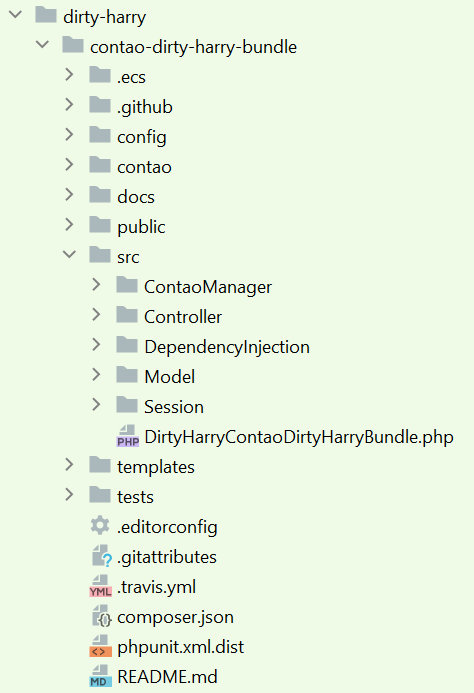 dirty-harry
contao-dirty-harry-bundle
.ecs
.github
config
contao
docs
public
src
ContaoManager
Controller
DependencyInjection
Model
Session
PHP DirtyHarryContaoDirtyHarryBundle.php
templates
tests
.editorconfig
.gitattributes
YML .travis.yml
composer.json
phpunit.xml.dist
MD README.md